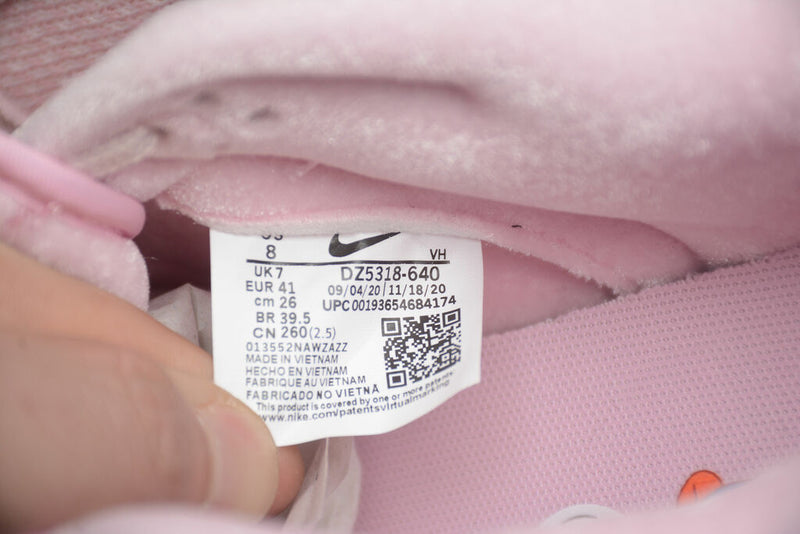 US
8
VH
UK 7
DZ5318-640
EUR 41
09/04/20 / 11/18/20
cm 26
UPC 00193654684174
BR 39.5
CN 260 (2.5)
013552NAWZAZZ
MADE IN VIETNAM
HECHO EN VIETNAM
FABRIQUE AU VIETNAM
FABRICADO NO VIETNÃ
This product is covered by one or more patents.
www.nike.com/patentsvirtualmarking